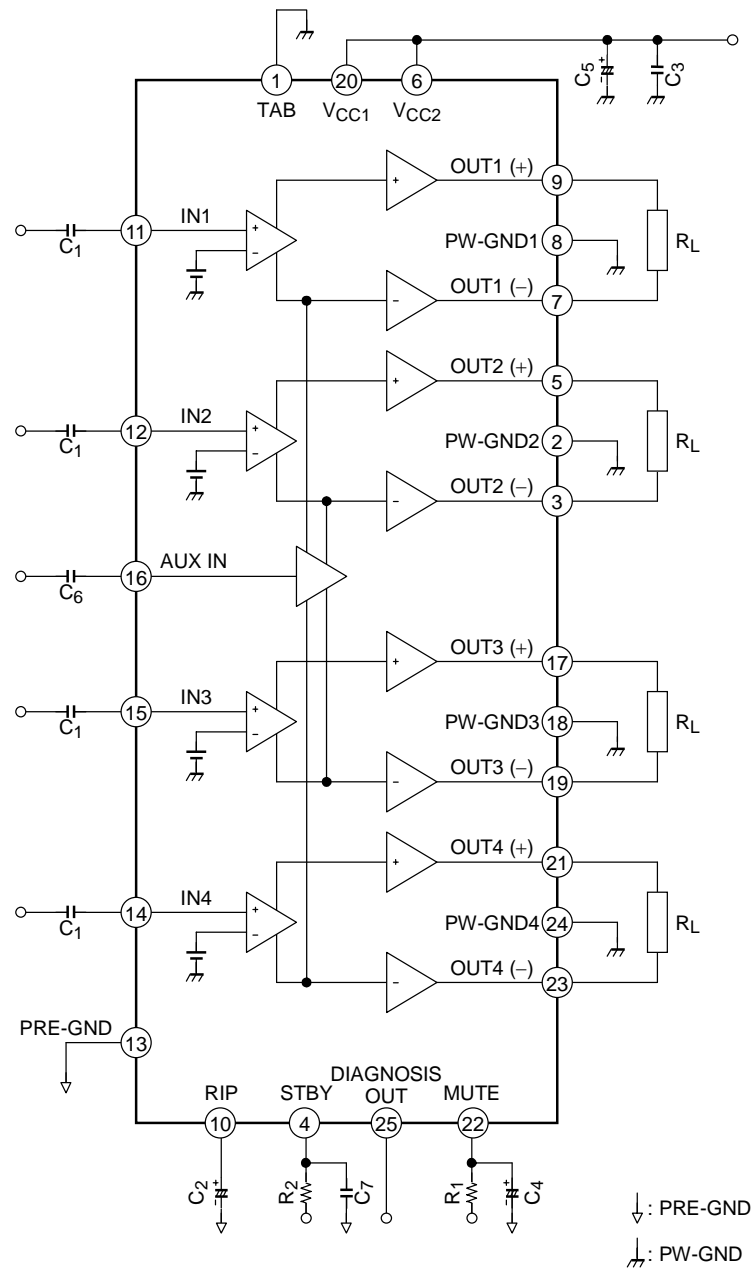 1 20 6
TAB VCC1 VCC2
C5 + − C3
+ OUT1 (+) 9
C1 11 IN1 + − PW-GND1 8 RL
− OUT1 (−) 7
+ OUT2 (+) 5
C1 12 IN2 + − PW-GND2 2 RL
− OUT2 (−) 3
C6 16 AUX IN
+ OUT3 (+) 17
C1 15 IN3 + − PW-GND3 18 RL
− OUT3 (−) 19
+ OUT4 (+) 21
C1 14 IN4 + − PW-GND4 24 RL
− OUT4 (−) 23
PRE-GND 13
RIP STBY DIAGNOSIS OUT MUTE
10 4 25 22
C2 + − R2 C7 R1 + − C4
: PRE-GND
: PW-GND